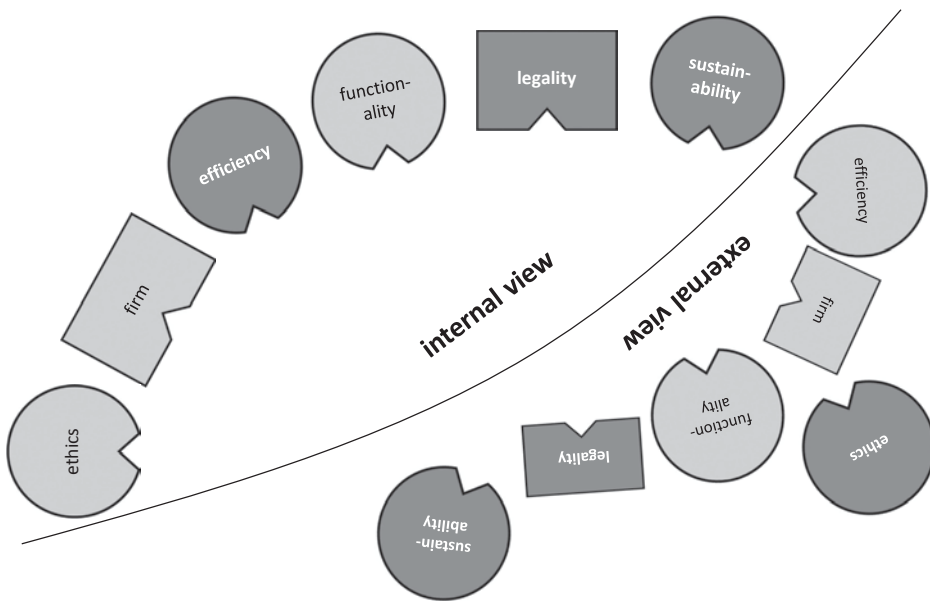 function-
ality
legality
sustain-
ability
efficiency
firm
ethics
internal view
external view
efficiency
firm
function-
ality
ethics
legality
sustain-
ability